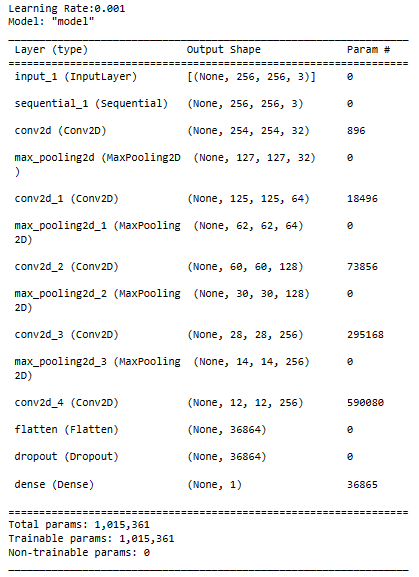 Learning Rate:0.001
Model: "model"
_________________________________________________________________
Layer (type)                Output Shape              Param #
=================================================================
input_1 (InputLayer)        [(None, 256, 256, 3)]     0
sequential_1 (Sequential)   (None, 256, 256, 3)       0
conv2d (Conv2D)             (None, 254, 254, 32)      896
max_pooling2d (MaxPooling2D  (None, 127, 127, 32)     0
)
conv2d_1 (Conv2D)           (None, 125, 125, 64)      18496
max_pooling2d_1 (MaxPooling  (None, 62, 62, 64)       0
2D)
conv2d_2 (Conv2D)           (None, 60, 60, 128)       73856
max_pooling2d_2 (MaxPooling  (None, 30, 30, 128)      0
2D)
conv2d_3 (Conv2D)           (None, 28, 28, 256)       295168
max_pooling2d_3 (MaxPooling  (None, 14, 14, 256)      0
2D)
conv2d_4 (Conv2D)           (None, 12, 12, 256)       590080
flatten (Flatten)           (None, 36864)             0
dropout (Dropout)           (None, 36864)             0
dense (Dense)               (None, 1)                 36865
=================================================================
Total params: 1,015,361
Trainable params: 1,015,361
Non-trainable params: 0
_________________________________________________________________